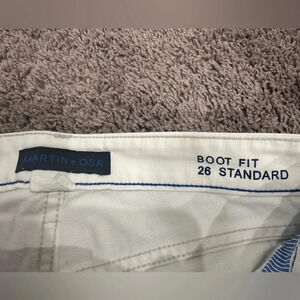 MARTIN + OSA
BOOT FIT
26 STANDARD